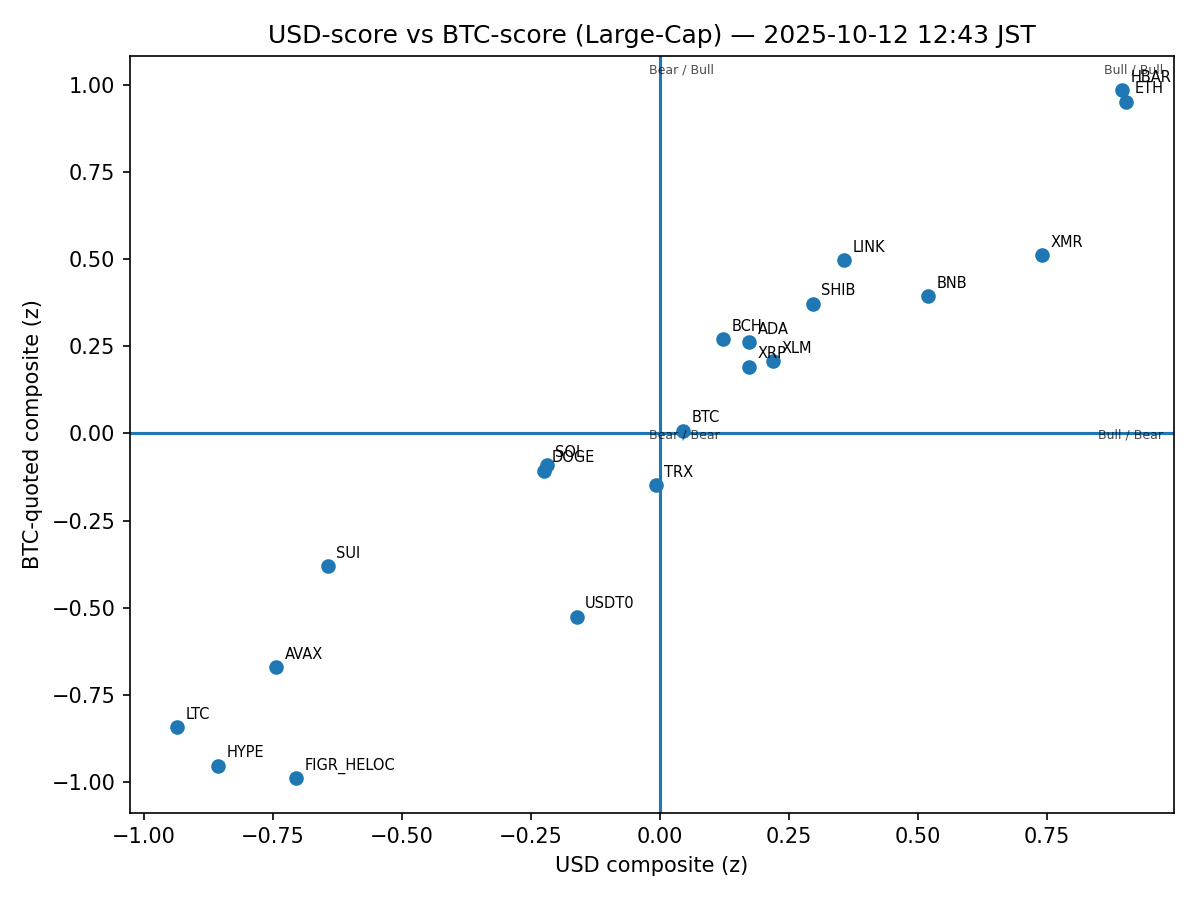 USD-score vs BTC-score (Large-Cap) — 2025-10-12 12:43 JST
Bear / Bull
Bull / Bull
HBAR
ETH
XMR
LINK
BNB
SHIB
BCH
ADA
XLM
XRP
BTC
Bear / Bear
Bull / Bear
SOL
DOGE
TRX
SUI
USDT0
AVAX
LTC
HYPE
FIGR_HELOC
1.00
0.75
0.50
0.25
0.00
−0.25
−0.50
−0.75
−1.00
BTC-quoted composite (z)
−1.00
−0.75
−0.50
−0.25
0.00
0.25
0.50
0.75
USD composite (z)